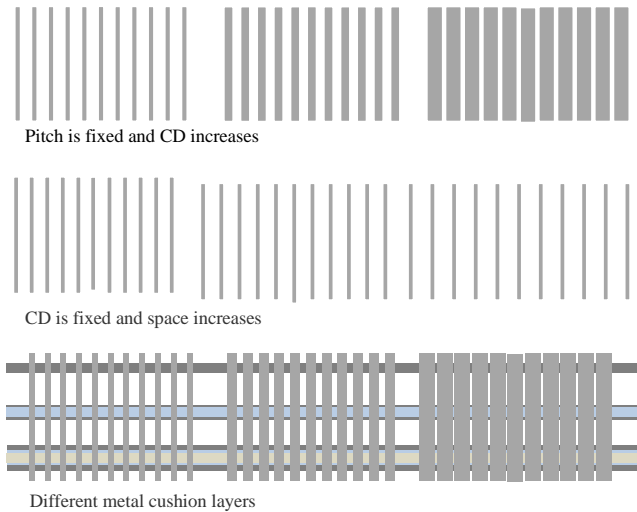 Pitch is fixed and CD increases
CD is fixed and space increases
Different metal cushion layers